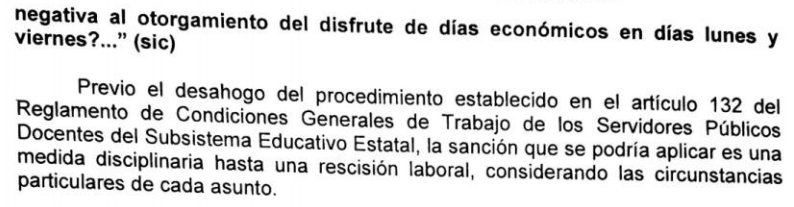 negativa al otorgamiento del disfrute de días económicos en días lunes y
viernes?...” (sic)
Previo el desahogo del procedimiento establecido en el artículo 132 del
Reglamento de Condiciones Generales de Trabajo de los Servidores Públicos
Docentes del Subsistema Educativo Estatal, la sanción que se podría aplicar es una
medida disciplinaria hasta una rescisión laboral, considerando las circunstancias
particulares de cada asunto.